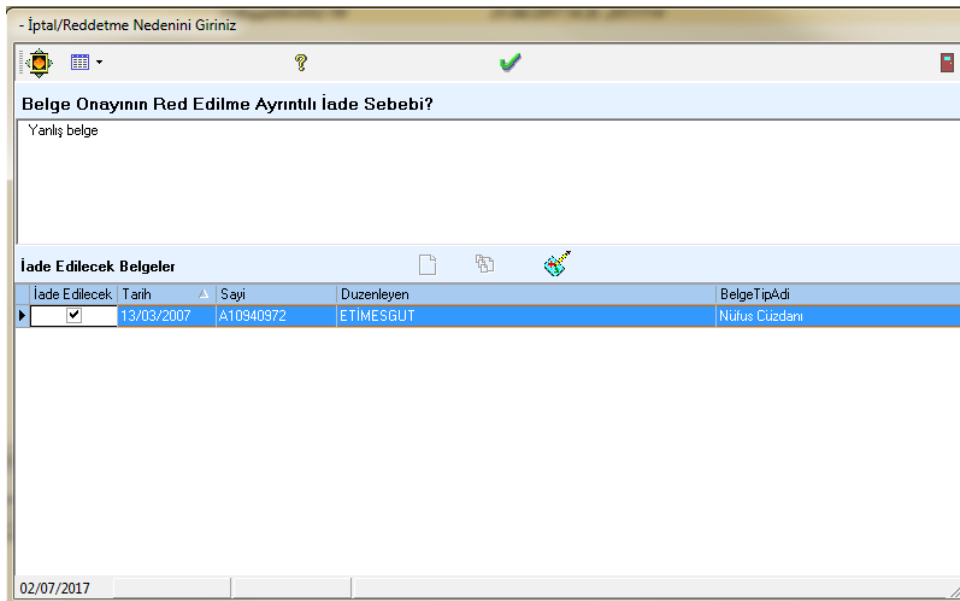 - İptal/Reddetme Nedenini Giriniz
Belge Onayının Red Edilme Ayrıntılı İade Sebebi?
Yanlış belge
İade Edilecek Belgeler
İade Edilecek Tarih Sayi Duzenleyen BelgeTipAdi
13/03/2007 A10940972 ETİMESGUT Nüfus Cüzdanı
02/07/2017